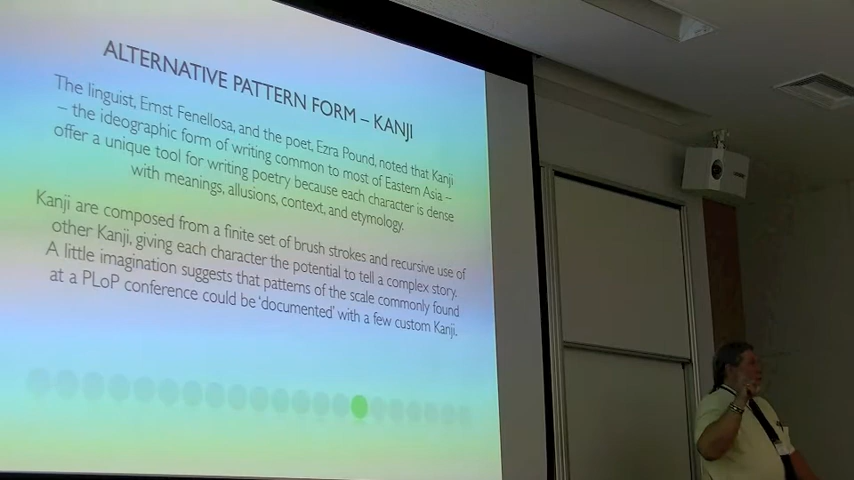 ALTERNATIVE PATTERN FORM – KANJI
The linguist, Ernst Fenellosa, and the poet, Ezra Pound, noted that Kanji
– the ideographic form of writing common to most of Eastern Asia –
offer a unique tool for writing poetry because each character is dense
with meanings, allusions, context, and etymology.
Kanji are composed from a finite set of brush strokes and recursive use of
other Kanji, giving each character the potential to tell a complex story.
A little imagination suggests that patterns of the scale commonly found
at a PLoP conference could be 'documented' with a few custom Kanji.